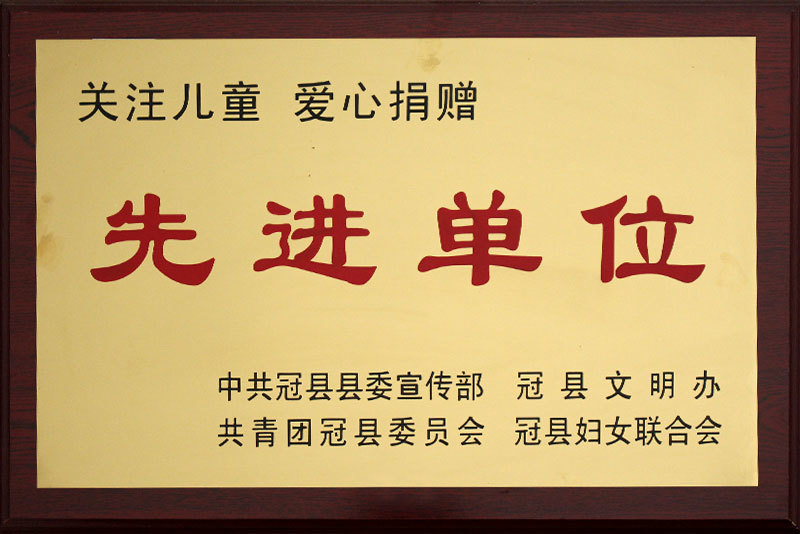 关注儿童 爱心捐赠
先进单位
中共冠县县委宣传部 冠县文明办
共青团冠县委员会 冠县妇女联合会